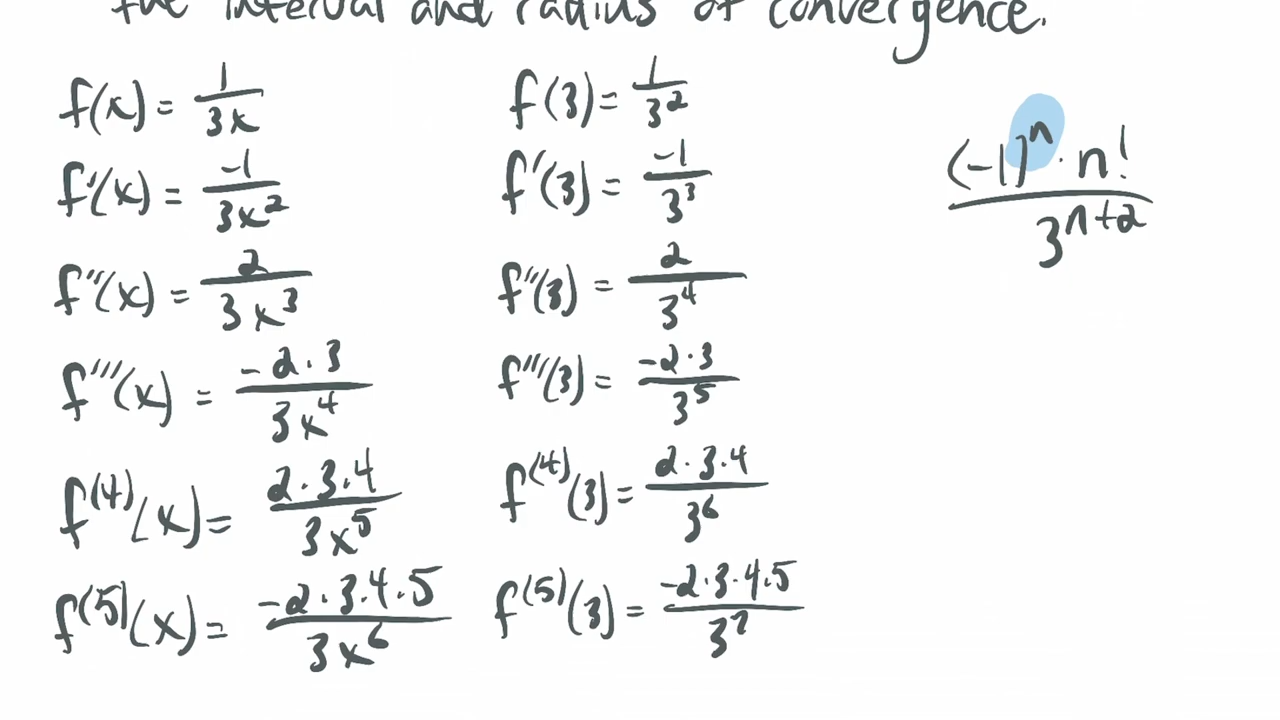 the interval and radius of convergence.
f(x) = 1/(3x)
f'(x) = -1/(3x²)
f''(x) = 2/(3x³)
f'''(x) = -2·3/(3x⁴)
f⁽⁴⁾(x) = 2·3·4/(3x⁵)
f⁽⁵⁾(x) = -2·3·4·5/(3x⁶)
f(3) = 1/3²
f'(3) = -1/3³
f''(3) = 2/3⁴
f'''(3) = -2·3/3⁵
f⁽⁴⁾(3) = 2·3·4/3⁶
f⁽⁵⁾(3) = -2·3·4·5/3⁷
(-1)ⁿ · n!/3ⁿ⁺²